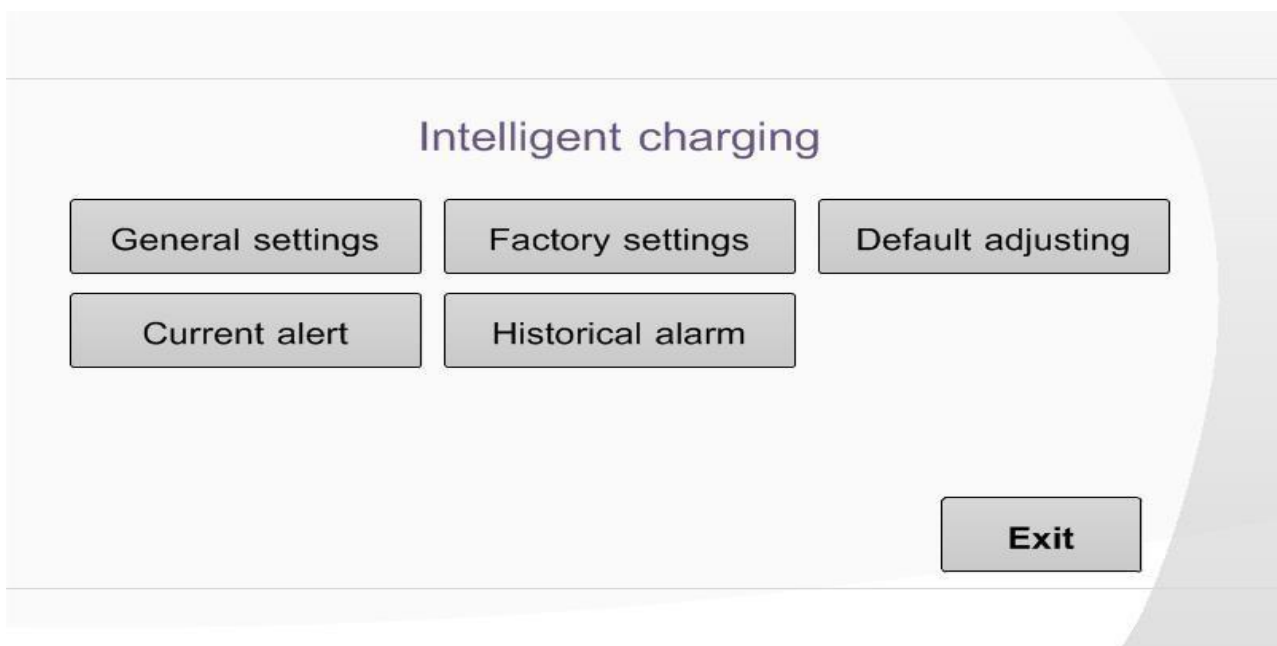 Intelligent charging
General settings
Factory settings
Default adjusting
Current alert
Historical alarm
Exit